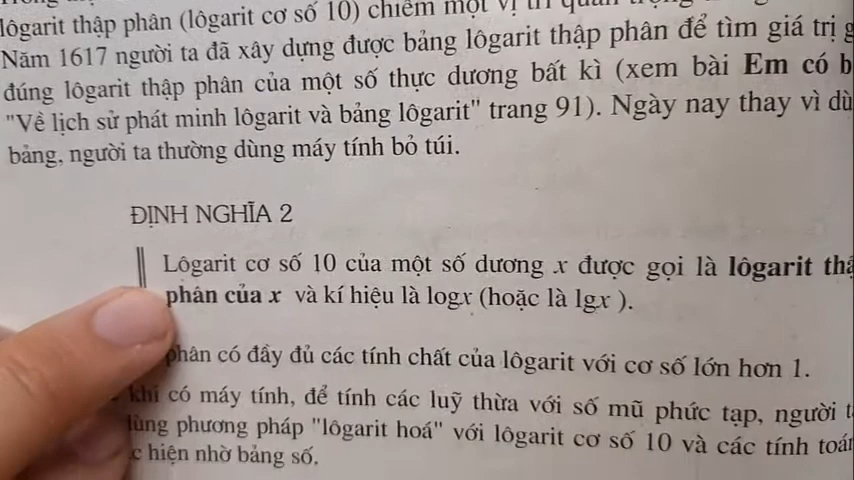 lôgarit thập phân (lôgarit cơ số 10) chiếm một vị trí
Năm 1617 người ta đã xây dựng được bảng lôgarit thập phân để tìm giá trị g
đúng lôgarit thập phân của một số thực dương bất kì (xem bài Em có b
"Về lịch sử phát minh lôgarit và bảng lôgarit" trang 91). Ngày nay thay vì dù
bảng, người ta thường dùng máy tính bỏ túi.
ĐỊNH NGHĨA 2
Lôgarit cơ số 10 của một số dương x được gọi là lôgarit thậ
phân của x và kí hiệu là logx (hoặc là lgx ).
phân có đầy đủ các tính chất của lôgarit với cơ số lớn hơn 1.
khi có máy tính, để tính các luỹ thừa với số mũ phức tạp, người t
dùng phương pháp "lôgarit hoá" với lôgarit cơ số 10 và các tính toán
c hiện nhờ bảng số.